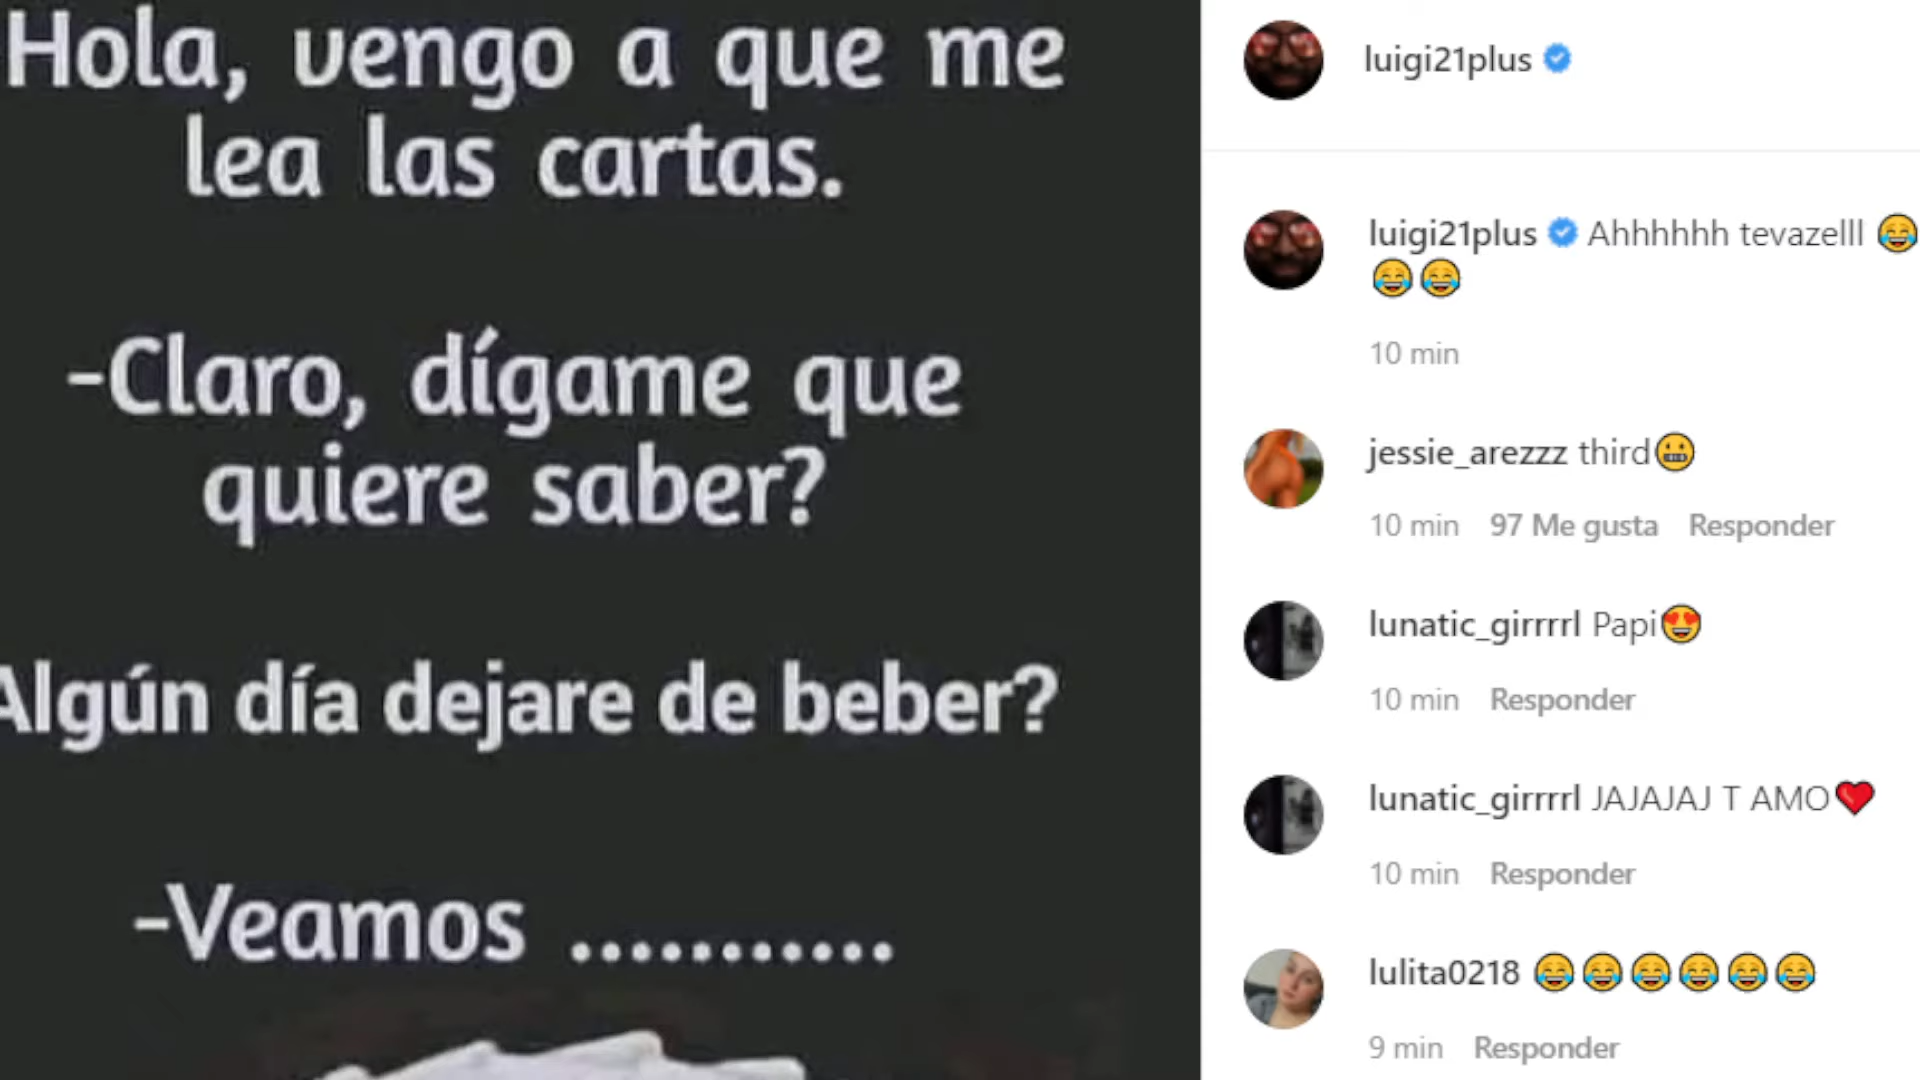 Hola, vengo a que me
lea las cartas.
-Claro, dígame que
quiere saber?
Algún día dejare de beber?
-Veamos ...........
luigi21plus
luigi21plus Ahhhhhh tevazelll 😂
😂😂
10 min
jessie_arezzz third😬
10 min 97 Me gusta Responder
lunatic_girrrrl Papi😍
10 min Responder
lunatic_girrrrl JAJAJAJ T AMO❤️
10 min Responder
lulita0218 😂😂😂😂😂😂
9 min Responder